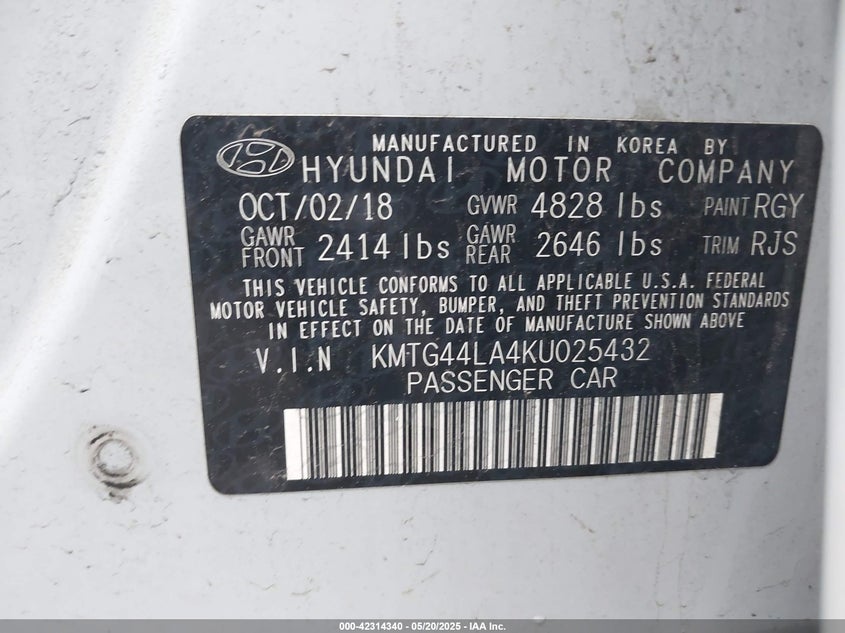 MANUFACTURED IN KOREA BY
HYUNDAI MOTOR COMPANY
OCT/02/18 GVWR 4828 lbs PAINT RGY
GAWR FRONT 2414 lbs GAWR REAR 2646 lbs TRIM RJS
THIS VEHICLE CONFORMS TO ALL APPLICABLE U.S.A. FEDERAL
MOTOR VEHICLE SAFETY, BUMPER, AND THEFT PREVENTION STANDARDS
IN EFFECT ON THE DATE OF MANUFACTURE SHOWN ABOVE
V.I.N KMTG44LA4KU025432
PASSENGER CAR
000-42314340 - 05/20/2025 - IAA Inc.